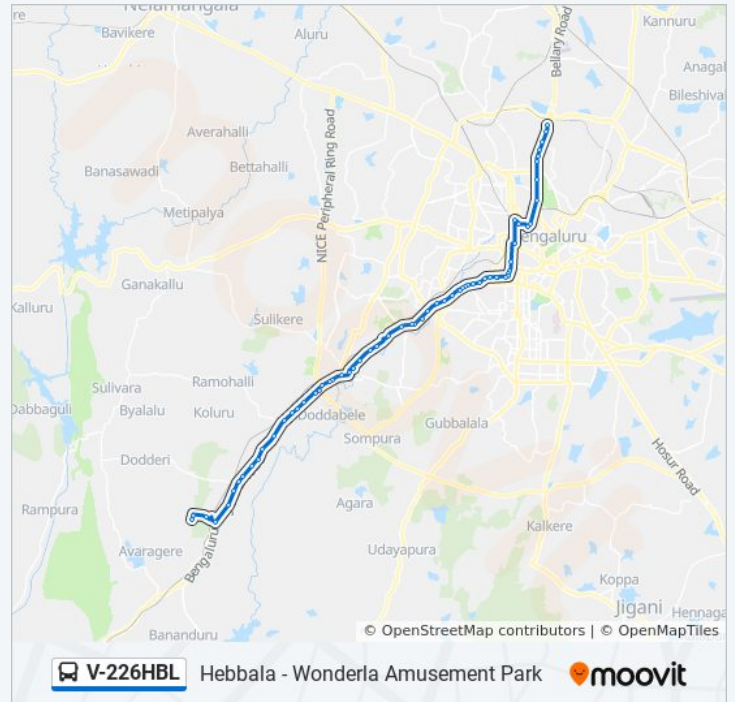 Nelamangala
Kannuru
Bavikere
Aluru
Bellary Road
Anagal
Bileshival
Averahalli
NICE Peripheral Ring Road
Bettahalli
Banasawadi
Metipalya
engaluru
Ganakallu
Kalluru
Sulikere
Ramohalli
Sulivara
Dabbaguli
Byalalu
Koluru
Doddabele
Gubbalala
Sompura
Dodderi
Hosur Road
Rampura
Agara
Kalkere
Avaragere
Udayapura
Bengaluru
Koppa
Jigani
Hennaga
Bananduru
© OpenStreetMap contributors | © OpenMapTiles
V-226HBL Hebbala - Wonderla Amusement Park moovit